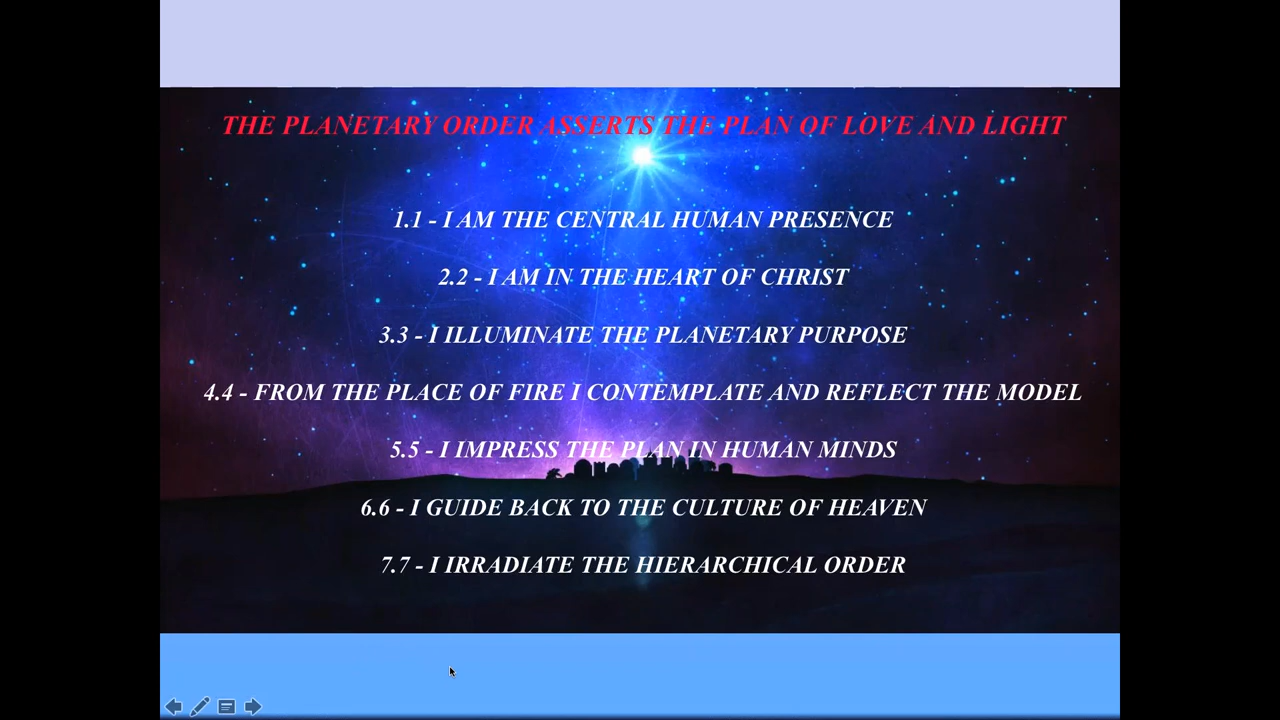 THE PLANETARY ORDER ASSERTS THE PLAN OF LOVE AND LIGHT
1.1 - I AM THE CENTRAL HUMAN PRESENCE
2.2 - I AM IN THE HEART OF CHRIST
3.3 - I ILLUMINATE THE PLANETARY PURPOSE
4.4 - FROM THE PLACE OF FIRE I CONTEMPLATE AND REFLECT THE MODEL
5.5 - I IMPRESS THE PLAN IN HUMAN MINDS
6.6 - I GUIDE BACK TO THE CULTURE OF HEAVEN
7.7 - I IRRADIATE THE HIERARCHICAL ORDER